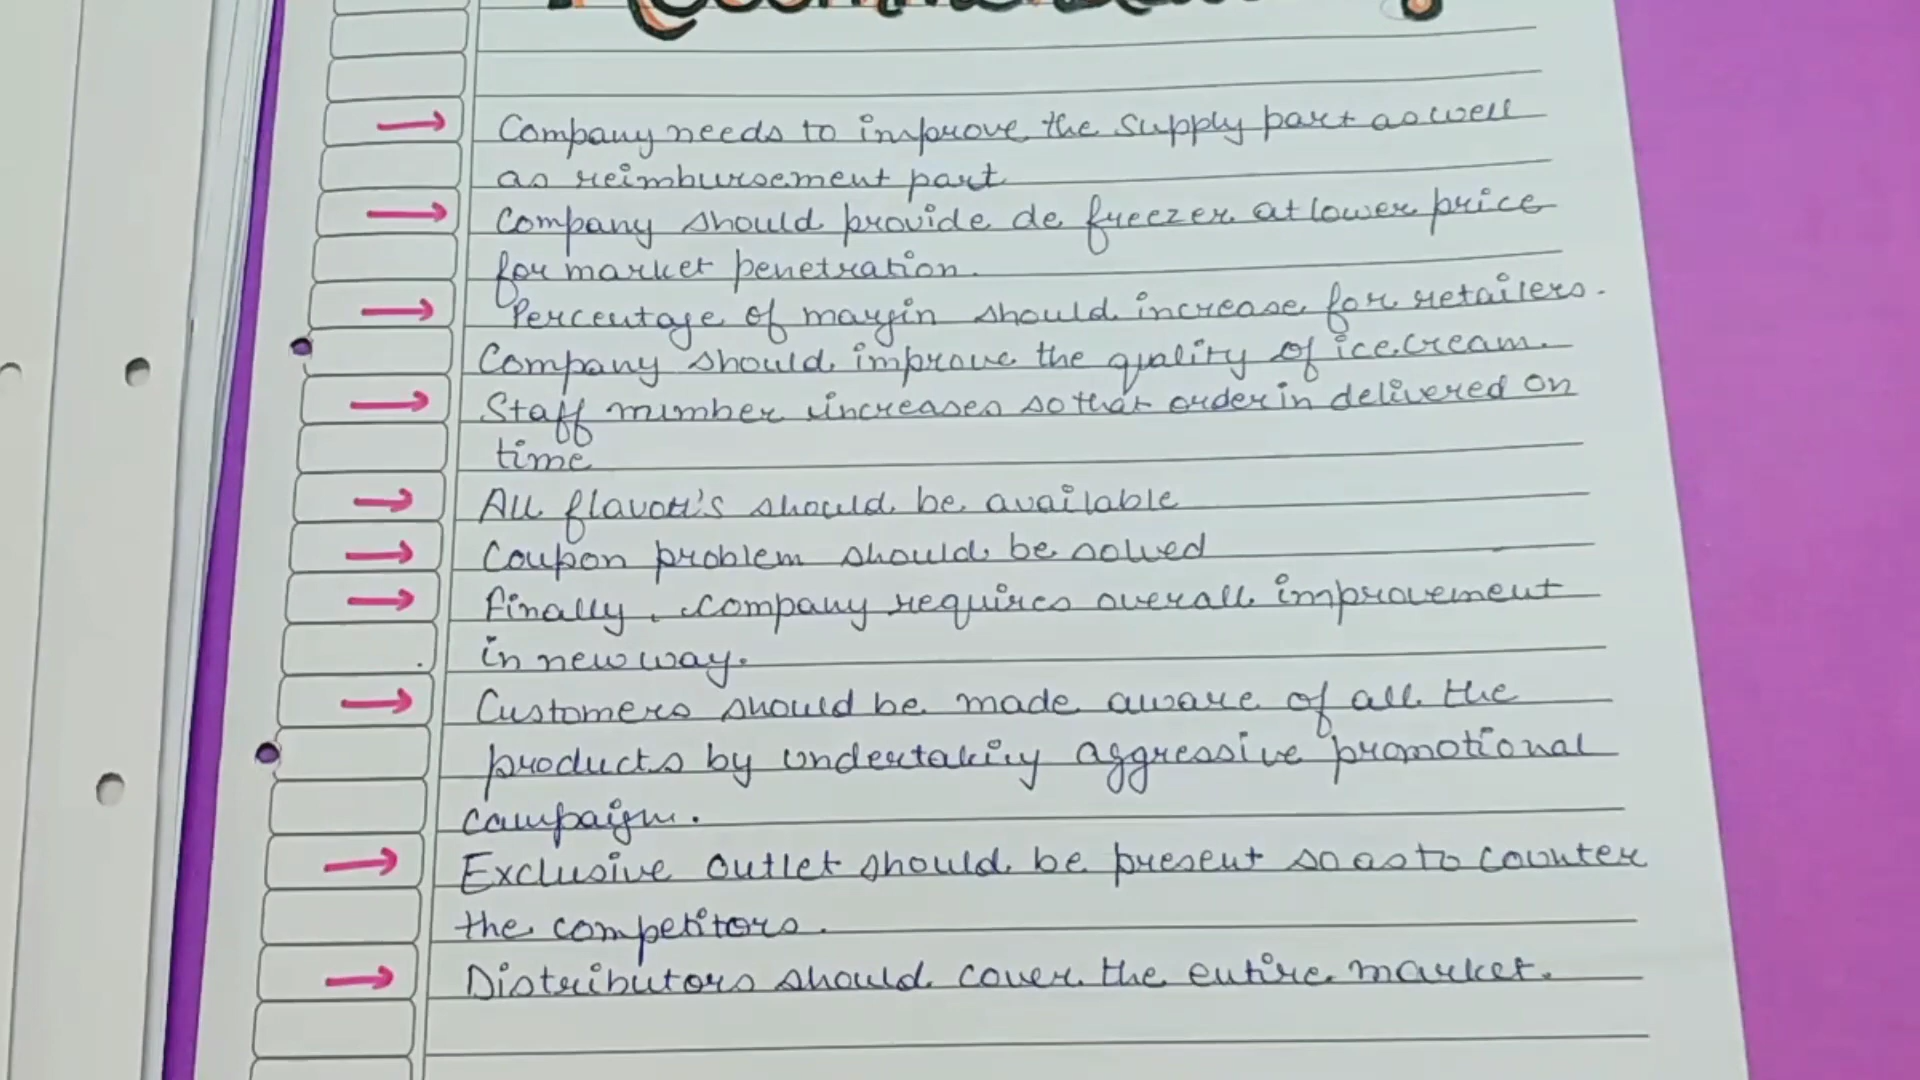 → Company needs to improve the supply part as well
as reimbursement part
→ Company should provide de freezer at lower price
for market penetration.
→ Percentage of margin should increase for retailers.
Company should improve the quality of ice cream.
→ Staff number increases so that order in delivered on
time
→ All flavour's should be available
→ Coupon problem should be solved
→ Finally, company requires overall improvement
in new way.
→ Customers should be made aware of all the
products by undertaking aggressive promotional
campaign.
→ Exclusive outlet should be present so as to counter
the competitors.
→ Distributors should cover the entire market.